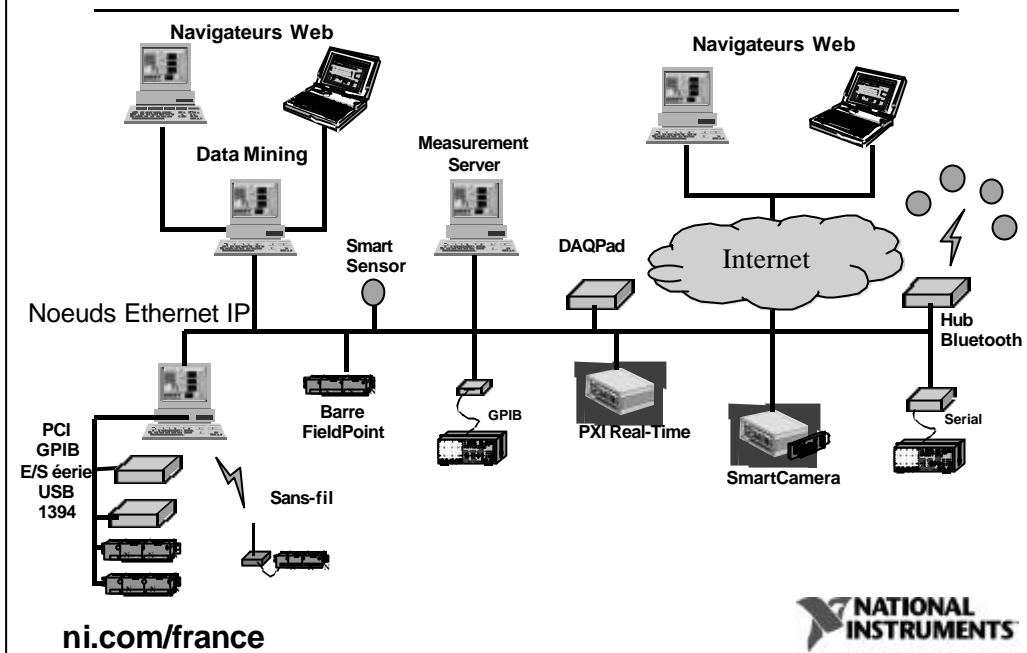 Navigateurs Web
Navigateurs Web
Data Mining
Measurement
Server
Smart
Sensor
DAQPad
Internet
Noeuds Ethernet IP
Hub
Bluetooth
PCI
GPIB
E/S éerie
USB
1394
Barre
FieldPoint
GPIB
PXI Real-Time
Serial
SmartCamera
Sans-fil
ni.com/france
NATIONAL
INSTRUMENTS